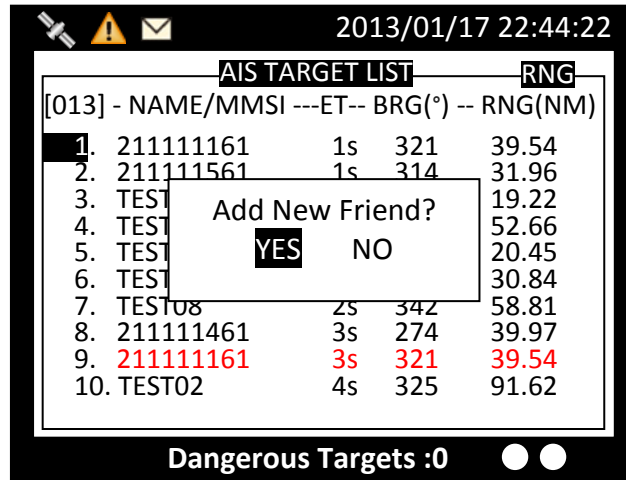 2013/01/17 22:44:22
AIS TARGET LIST RNG
[013] - NAME/MMSI ---ET-- BRG(°) -- RNG(NM)
1. 211111161 1s 321 39.54
2. 211111561 1s 314 31.96
3. TEST 19.22
4. TEST 52.66
5. TEST 20.45
6. TEST 30.84
Add New Friend?
YES NO
7. TEST08 2s 342 58.81
8. 211111461 3s 274 39.97
9. 211111161 3s 321 39.54
10. TEST02 4s 325 91.62
Dangerous Targets :0